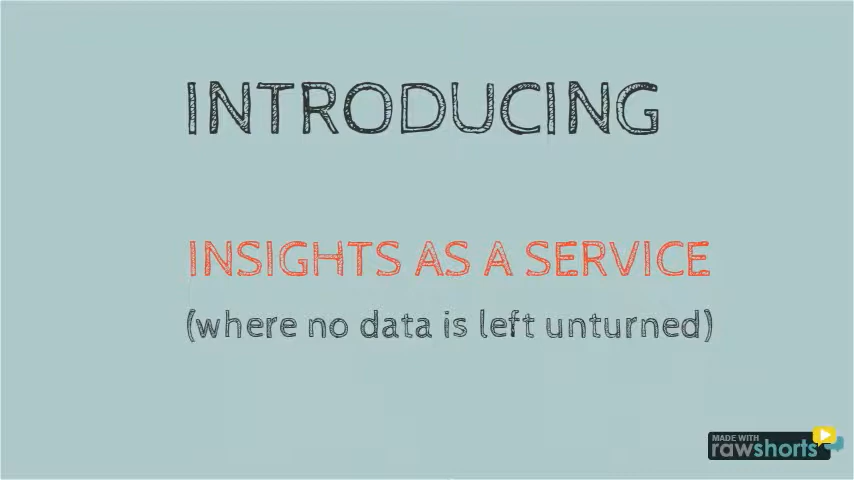 INTRODUCING
INSIGHTS AS A SERVICE
(where no data is left unturned)
MADE WITH
rawshorts